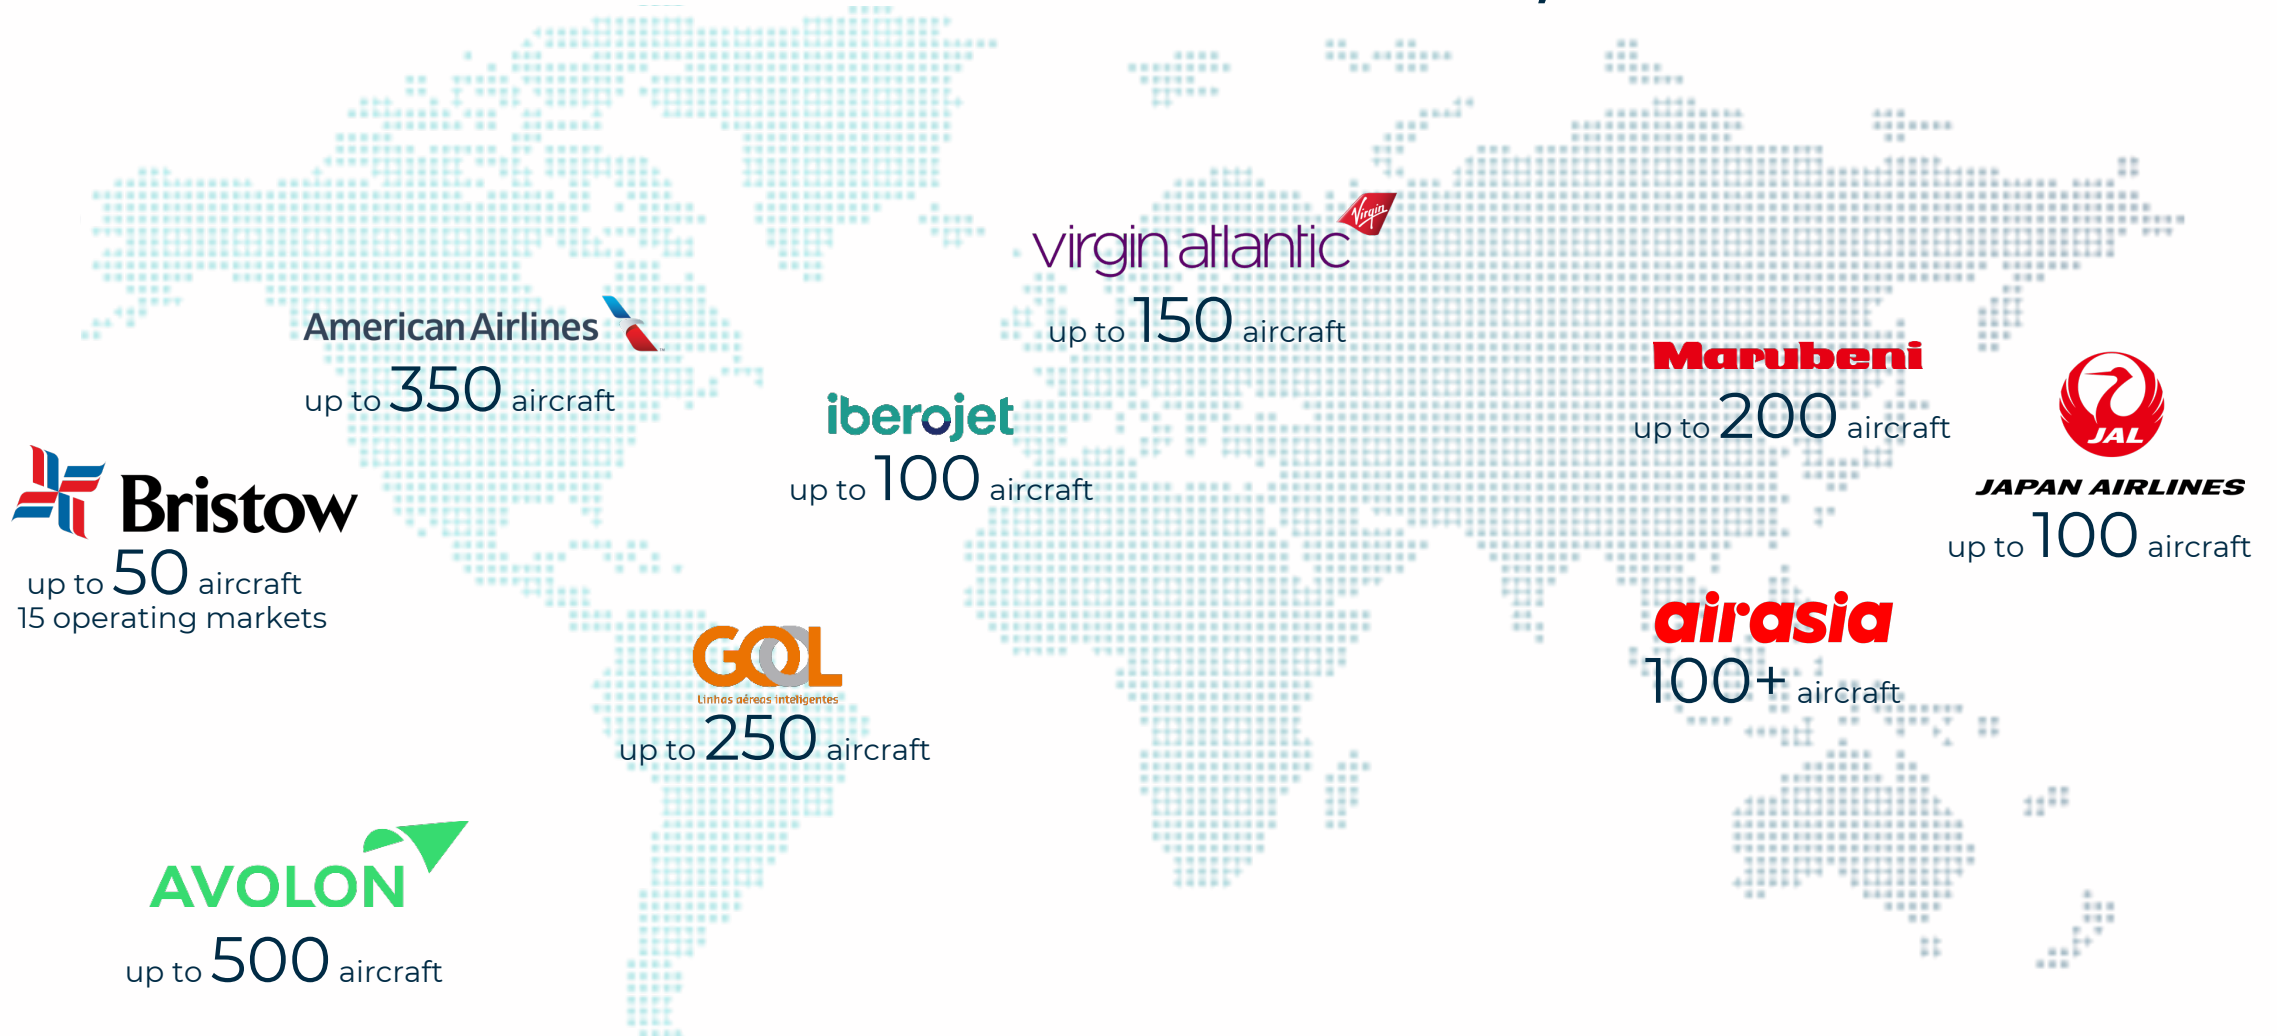 Virgin
virgin atlantic
up to 150 aircraft
American Airlines
up to 350 aircraft
Marubeni
up to 200 aircraft
JAL
JAPAN AIRLINES
up to 100 aircraft
iberojet
up to 100 aircraft
Bristow
up to 50 aircraft
15 operating markets
airasia
100+ aircraft
GOL
Linhas aéreas inteligentes
up to 250 aircraft
AVOLON
up to 500 aircraft